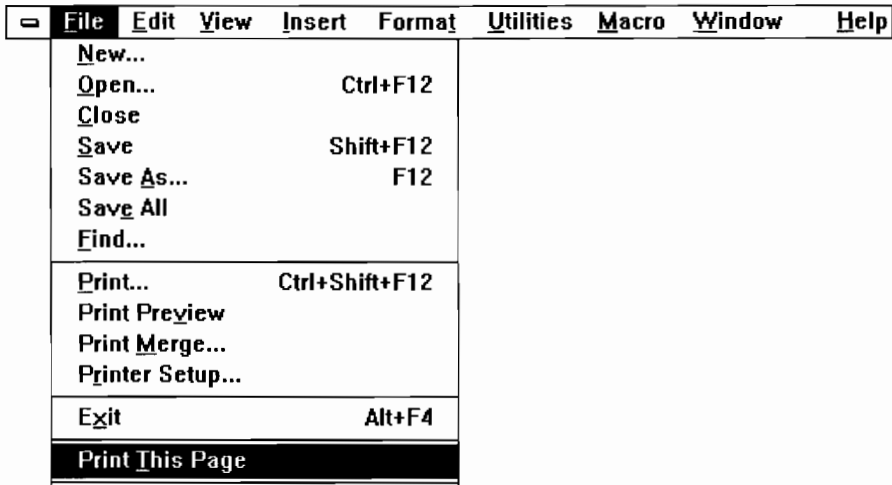 File Edit View Insert Format Utilities Macro Window Help
New...
Open... Ctrl+F12
Close
Save Shift+F12
Save As... F12
Save All
Find...
Print... Ctrl+Shift+F12
Print Preview
Print Merge...
Printer Setup...
Exit Alt+F4
Print This Page